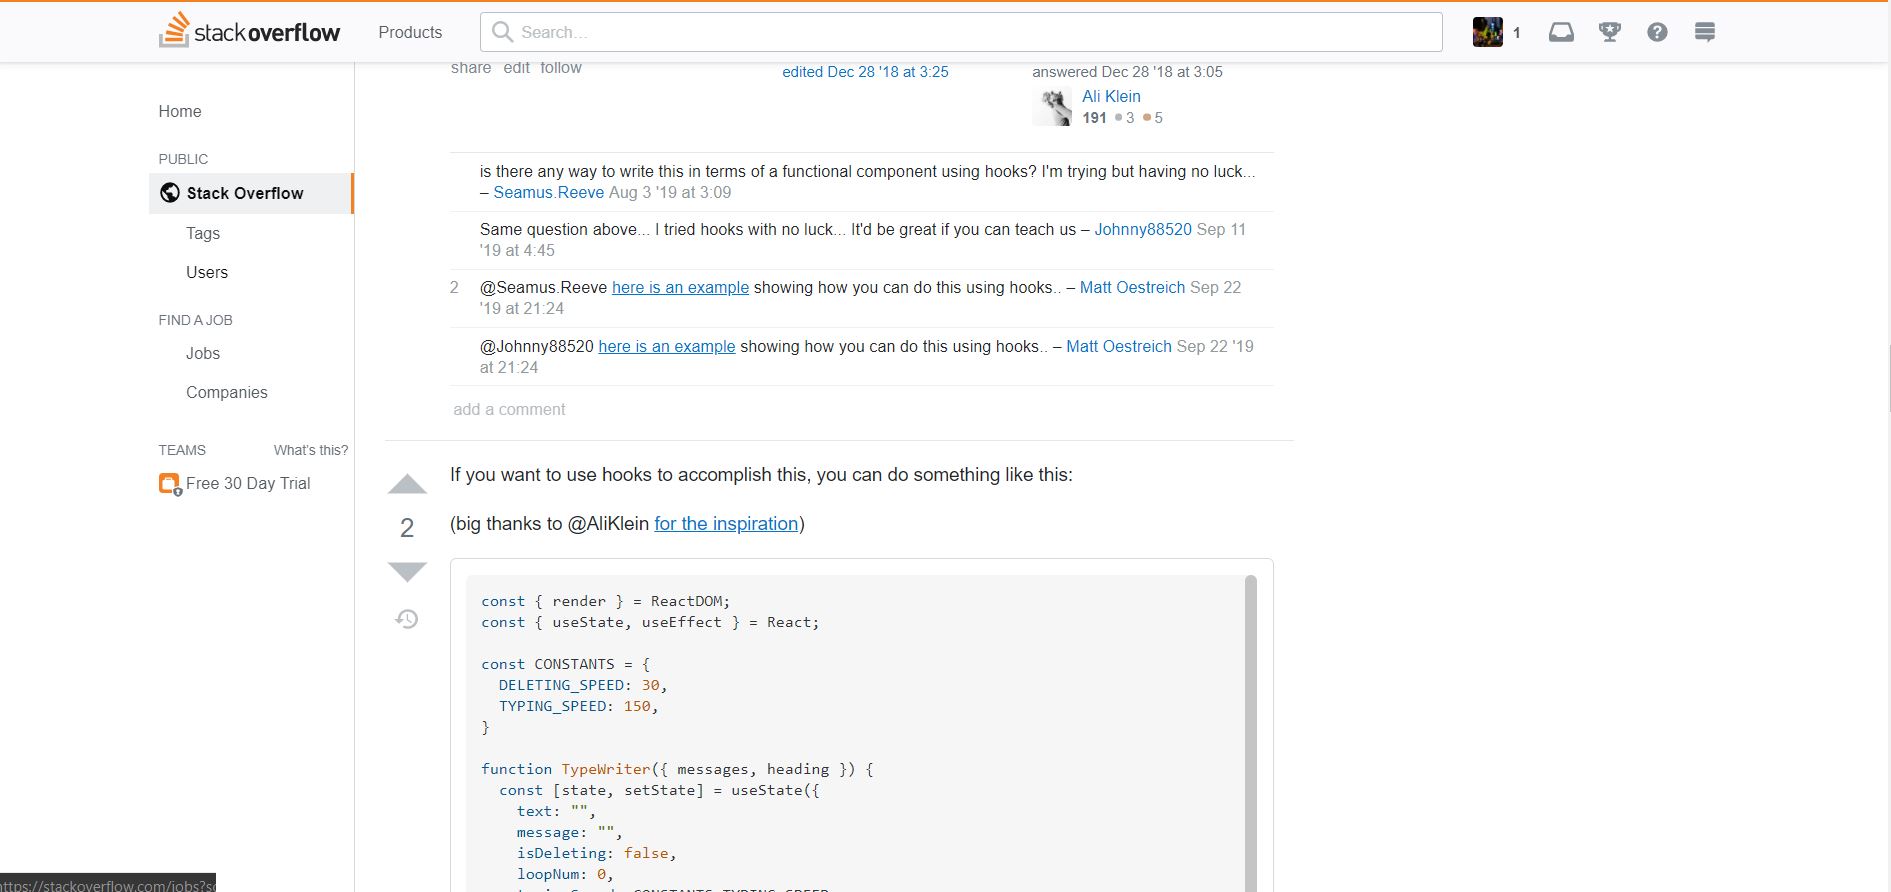 stackoverflow
Products
Search...
1
share edit follow
edited Dec 28 '18 at 3:25
answered Dec 28 '18 at 3:05
Ali Klein
191 3 5
Home
PUBLIC
Stack Overflow
Tags
Users
FIND A JOB
Jobs
Companies
TEAMS What's this?
Free 30 Day Trial
is there any way to write this in terms of a functional component using hooks? I'm trying but having no luck...
– Seamus.Reeve Aug 3 '19 at 3:09
Same question above... I tried hooks with no luck... It'd be great if you can teach us – Johnny88520 Sep 11
'19 at 4:45
2 @Seamus.Reeve here is an example showing how you can do this using hooks.. – Matt Oestreich Sep 22
'19 at 21:24
@Johnny88520 here is an example showing how you can do this using hooks.. – Matt Oestreich Sep 22 '19
at 21:24
add a comment
2
If you want to use hooks to accomplish this, you can do something like this:
(big thanks to @AliKlein for the inspiration)
const { render } = ReactDOM;
const { useState, useEffect } = React;
const CONSTANTS = {
DELETING_SPEED: 30,
TYPING_SPEED: 150,
}
function TypeWriter({ messages, heading }) {
const [state, setState] = useState({
text: "",
message: "",
isDeleting: false,
loopNum: 0,
https://stackoverflow.com/jobs?so